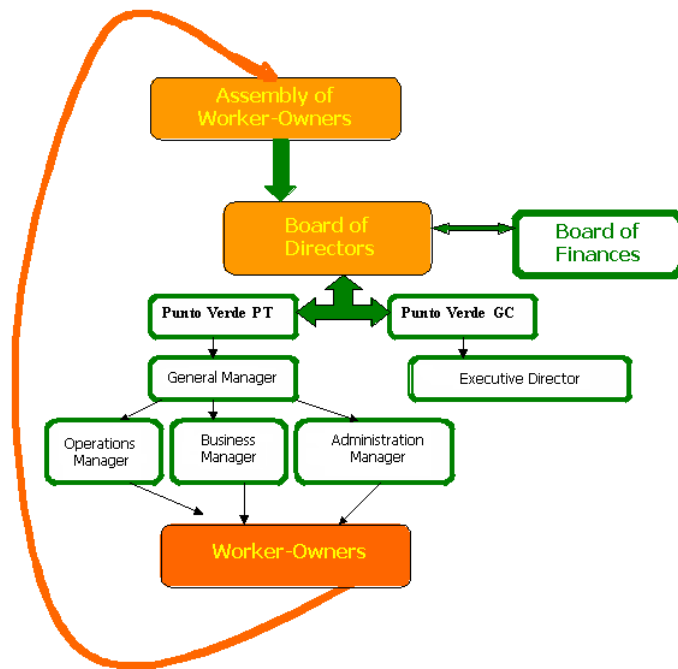 Assembly of
Worker-Owners
Board of
Directors
Board of
Finances
Punto Verde PT
Punto Verde GC
General Manager
Executive Director
Operations
Manager
Business
Manager
Administration
Manager
Worker-Owners